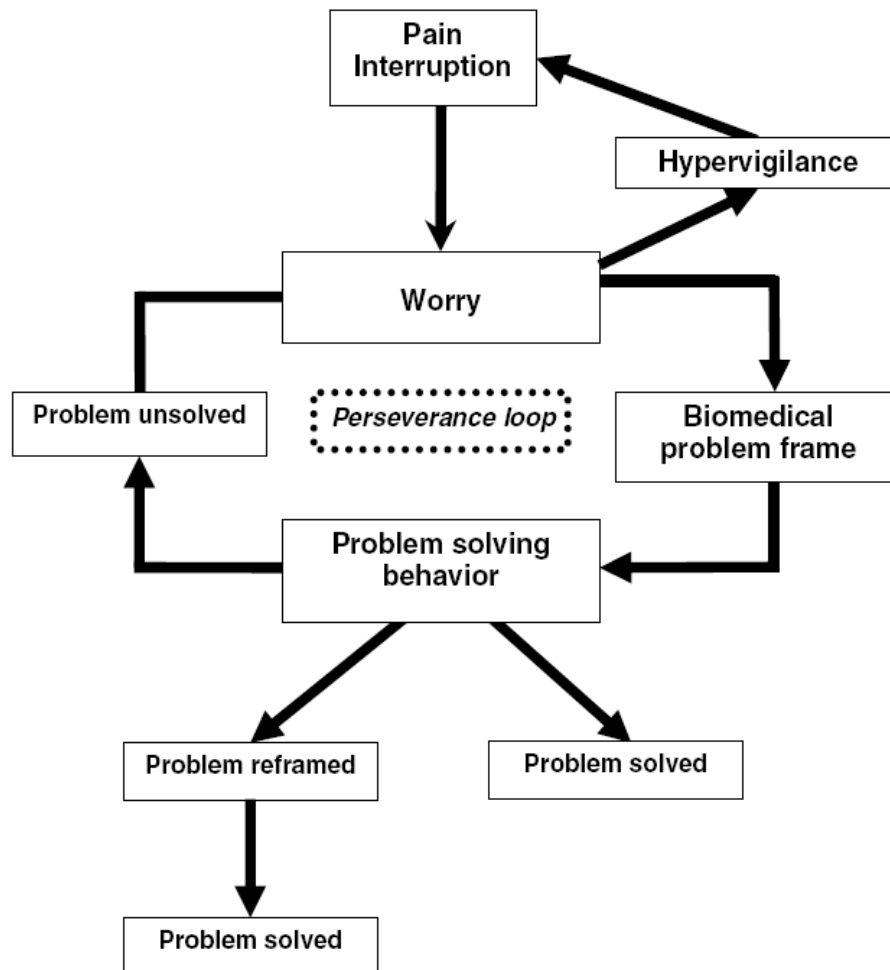 Pain
Interruption
Hypervigilance
Worry
Problem unsolved
Perseverance loop
Biomedical
problem frame
Problem solving
behavior
Problem reframed
Problem solved
Problem solved